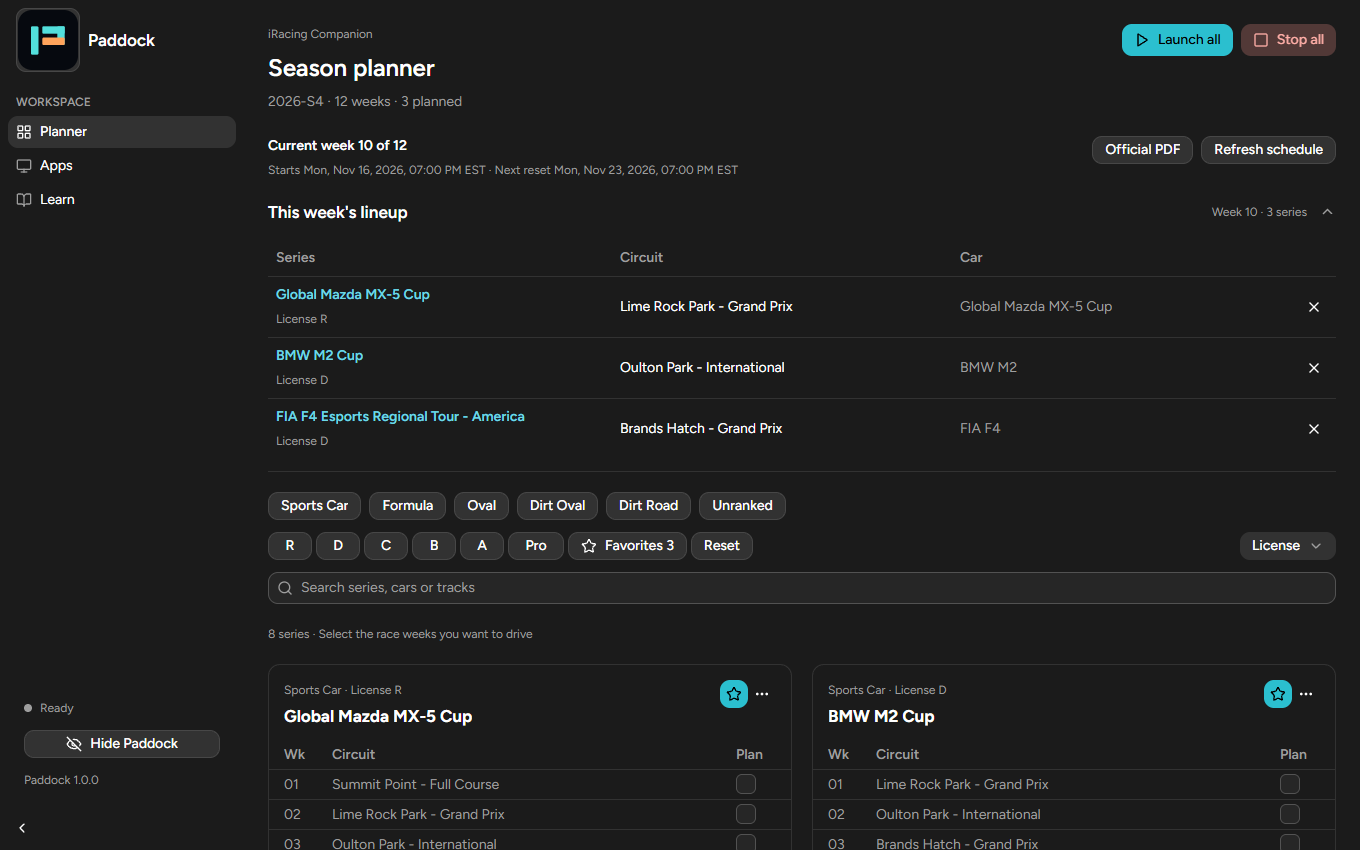 Paddock
WORKSPACE
Planner
Apps
Learn
Ready
Hide Paddock
Paddock 1.0.0
iRacing Companion
Season planner
2026-S4 · 12 weeks · 3 planned
Launch all
Stop all
Current week 10 of 12
Starts Mon, Nov 16, 2026, 07:00 PM EST · Next reset Mon, Nov 23, 2026, 07:00 PM EST
Official PDF
Refresh schedule
This week's lineup
Week 10 · 3 series
Series Circuit Car
Global Mazda MX-5 Cup
License R
Lime Rock Park - Grand Prix
Global Mazda MX-5 Cup
BMW M2 Cup
License D
Oulton Park - International
BMW M2
FIA F4 Esports Regional Tour - America
License D
Brands Hatch - Grand Prix
FIA F4
Sports Car Formula Oval Dirt Oval Dirt Road Unranked
R D C B A Pro Favorites 3 Reset
License
Search series, cars or tracks
8 series · Select the race weeks you want to drive
Sports Car · License R
Global Mazda MX-5 Cup
Wk Circuit Plan
01 Summit Point - Full Course
02 Lime Rock Park - Grand Prix
03 Oulton Park - International
Sports Car · License D
BMW M2 Cup
Wk Circuit Plan
01 Lime Rock Park - Grand Prix
02 Oulton Park - International
03 Brands Hatch - Grand Prix